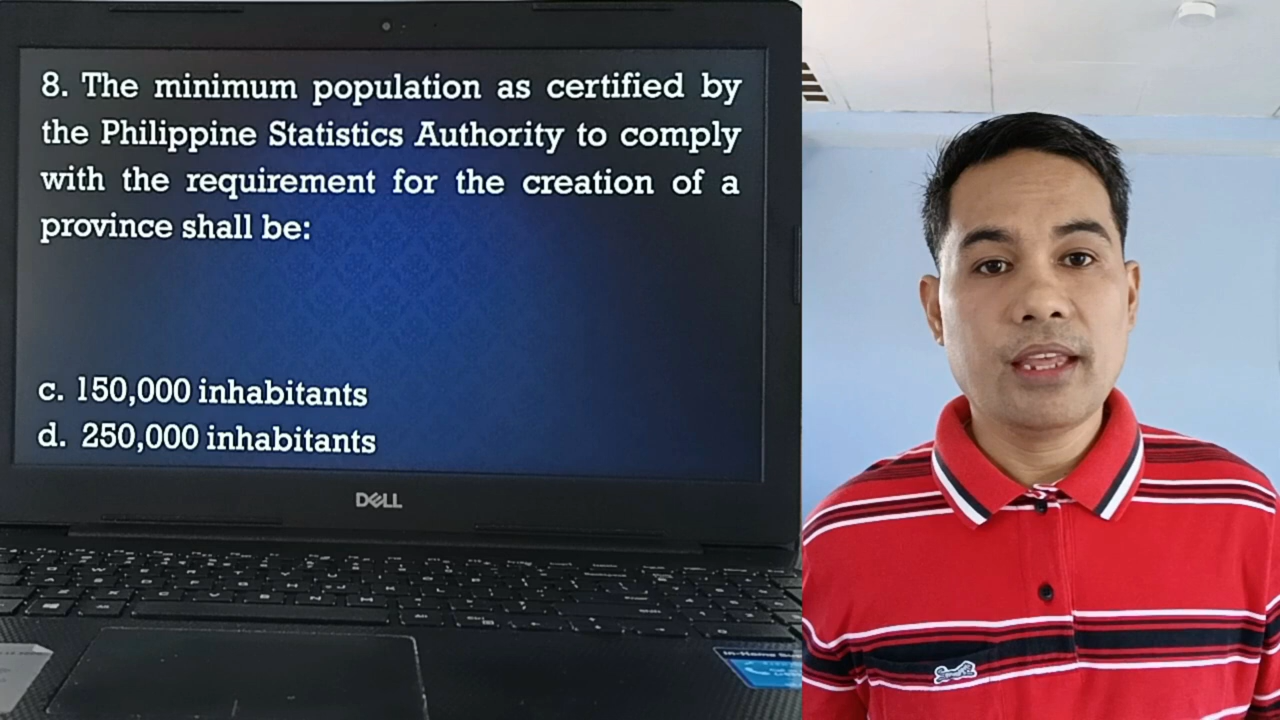 8. The minimum population as certified by
the Philippine Statistics Authority to comply
with the requirement for the creation of a
province shall be:
c. 150,000 inhabitants
d. 250,000 inhabitants
DELL